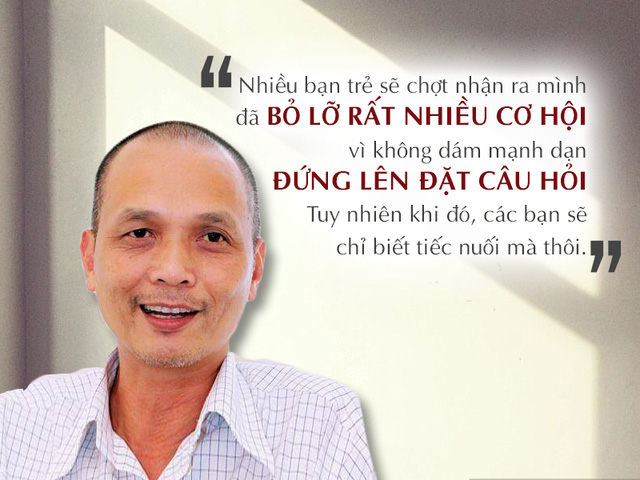 “ Nhiều bạn trẻ sẽ chợt nhận ra mình
đã BỎ LỠ RẤT NHIỀU CƠ HỘI
vì không dám mạnh dạn
ĐỨNG LÊN ĐẶT CÂU HỎI
Tuy nhiên khi đó, các bạn sẽ
chỉ biết tiếc nuối mà thôi. ”